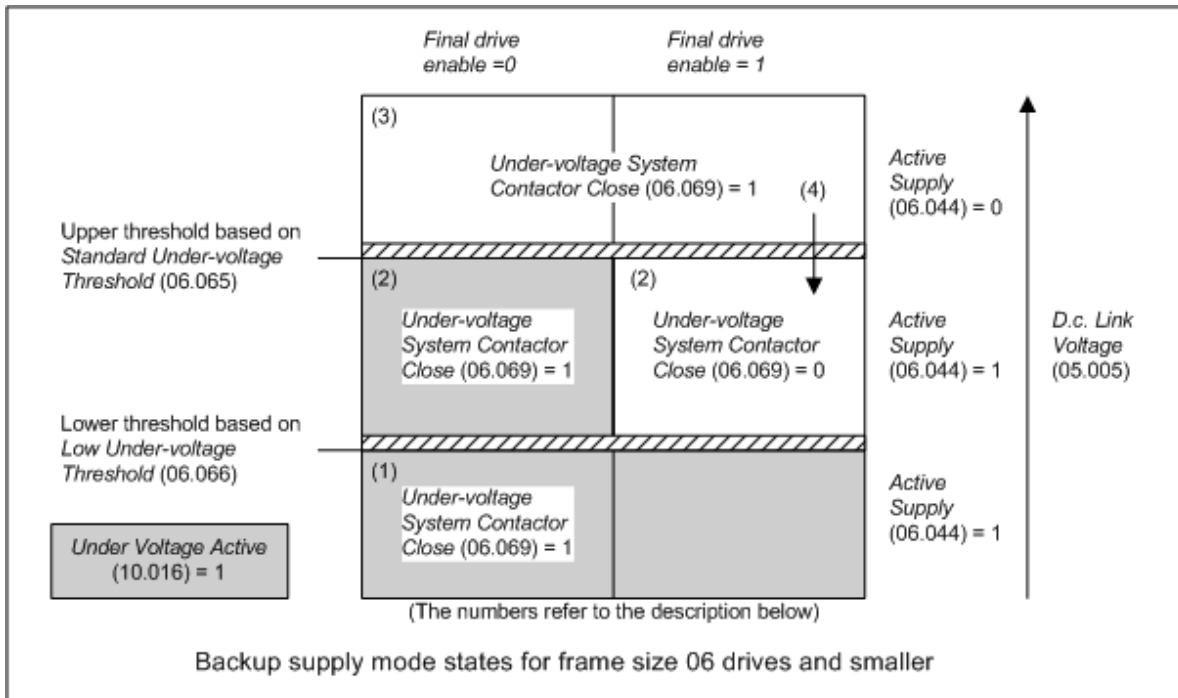 Final drive
enable =0
Final drive
enable = 1
(3)
Under-voltage System
Contactor Close (06.069) = 1
(4)
Active
Supply
(06.044) = 0
Upper threshold based on
Standard Under-voltage
Threshold (06.065)
(2)
Under-voltage
System Contactor
Close (06.069) = 1
(2)
Under-voltage
System Contactor
Close (06.069) = 0
Active
Supply
(06.044) = 1
D.c. Link
Voltage
(05.005)
Lower threshold based on
Low Under-voltage
Threshold (06.066)
(1)
Under-voltage
System Contactor
Close (06.069) = 1
Active
Supply
(06.044) = 1
Under Voltage Active
(10.016) = 1
(The numbers refer to the description below)
Backup supply mode states for frame size 06 drives and smaller